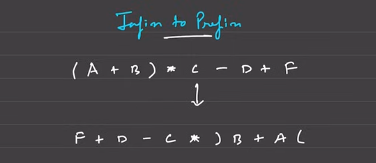 Infix to Prefix
( A + B ) * C - D + F
↓
F + D - C * ) B + A (